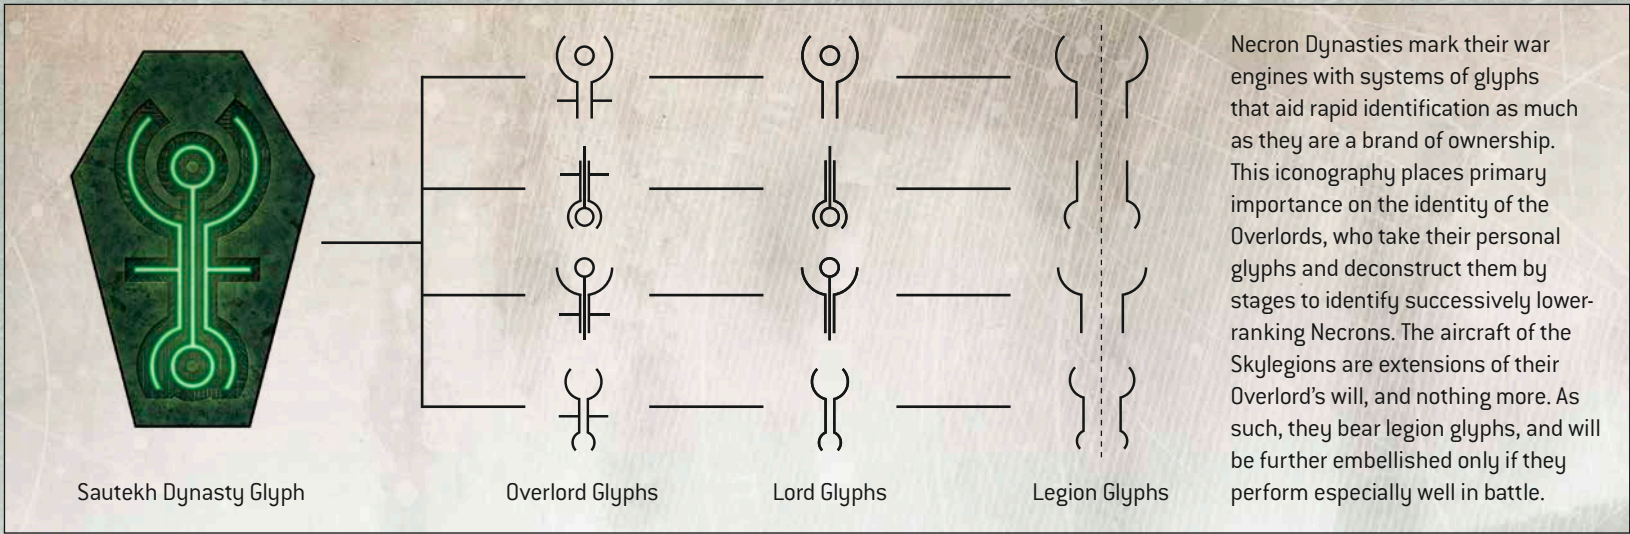 Necron Dynasties mark their war
engines with systems of glyphs
that aid rapid identification as much
as they are a brand of ownership.
This iconography places primary
importance on the identity of the
Overlords, who take their personal
glyphs and deconstruct them by
stages to identify successively lower-
ranking Necrons. The aircraft of the
Skylegions are extensions of their
Overlord's will, and nothing more. As
such, they bear legion glyphs, and will
be further embellished only if they
perform especially well in battle.
Sautekh Dynasty Glyph
Overlord Glyphs
Lord Glyphs
Legion Glyphs